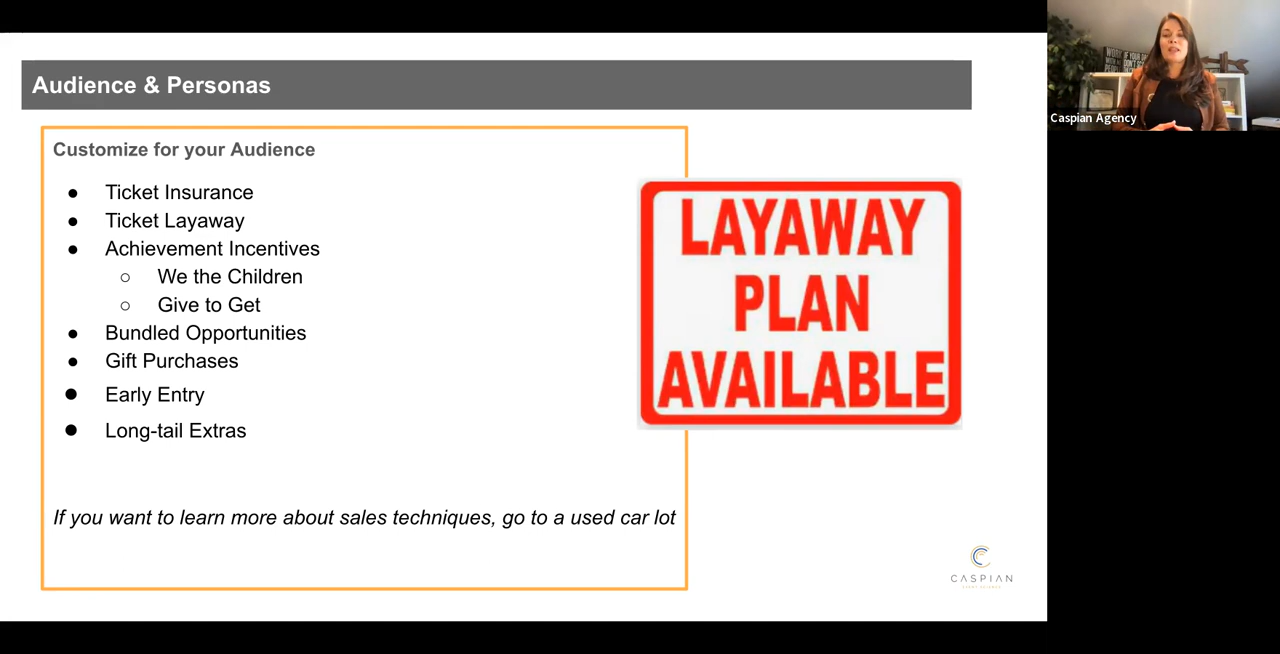 Audience & Personas
Customize for your Audience
● Ticket Insurance
● Ticket Layaway
● Achievement Incentives
○ We the Children
○ Give to Get
● Bundled Opportunities
● Gift Purchases
● Early Entry
● Long-tail Extras
If you want to learn more about sales techniques, go to a used car lot
LAYAWAY
PLAN
AVAILABLE
CASPIAN
Caspian Agency